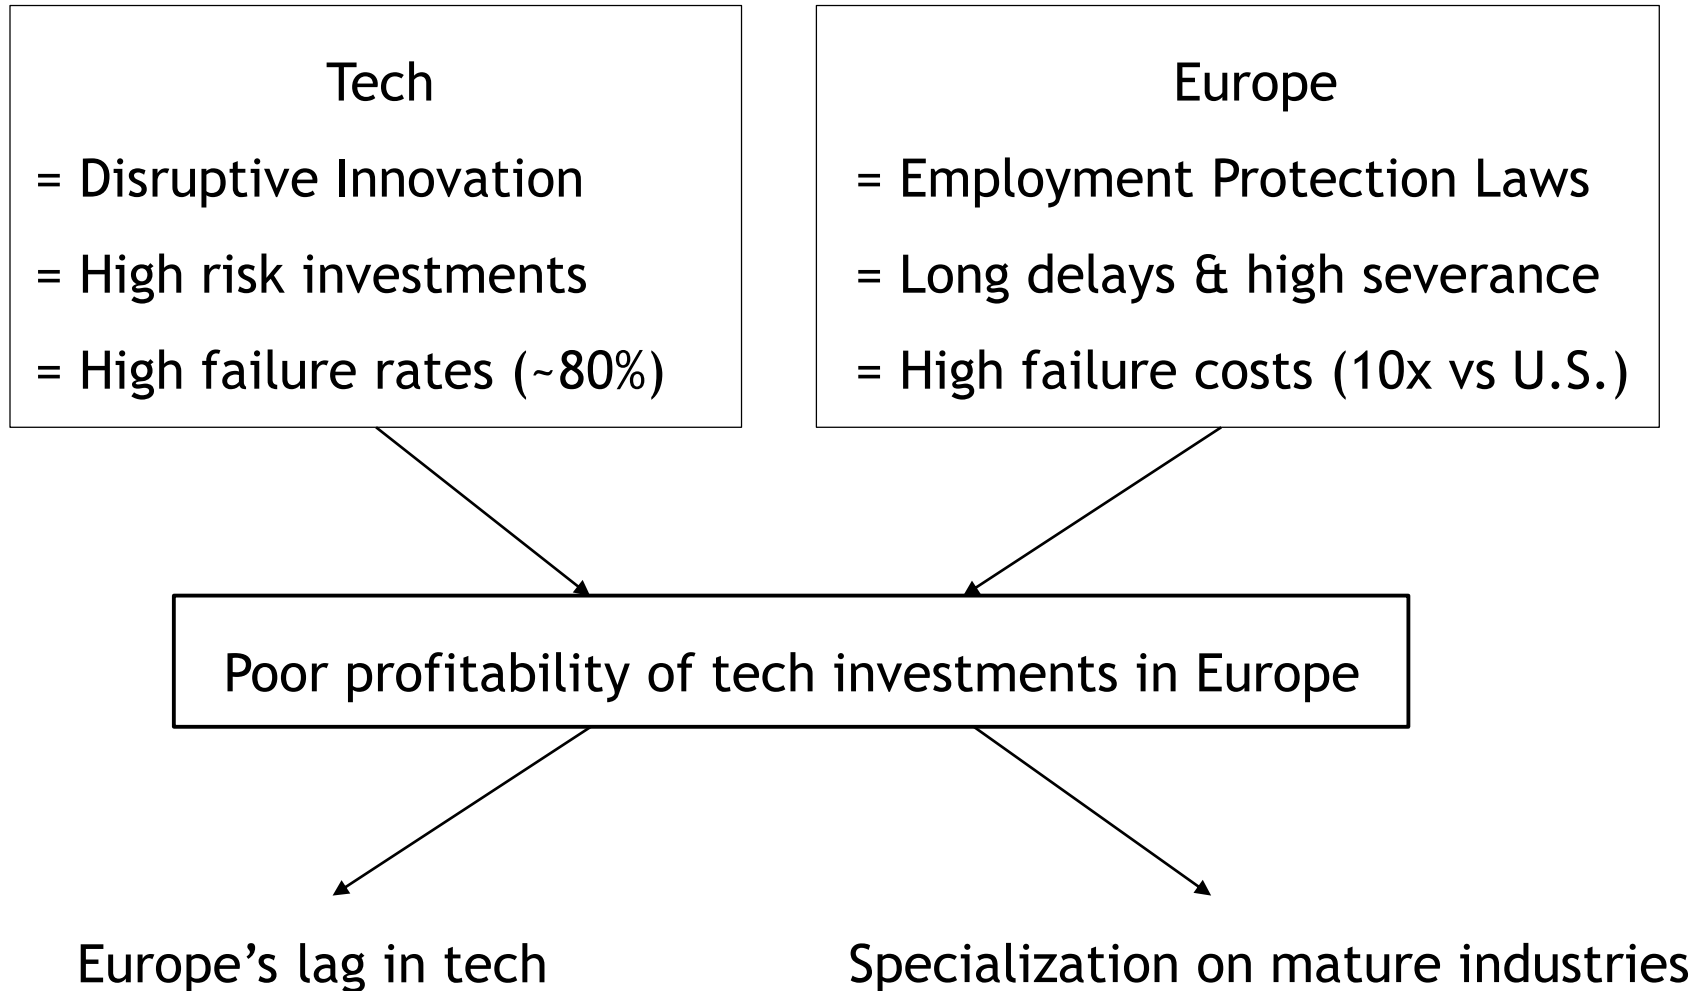 Tech
= Disruptive Innovation
= High risk investments
= High failure rates (~80%)
Europe
= Employment Protection Laws
= Long delays & high severance
= High failure costs (10x vs U.S.)
Poor profitability of tech investments in Europe
Europe’s lag in tech
Specialization on mature industries